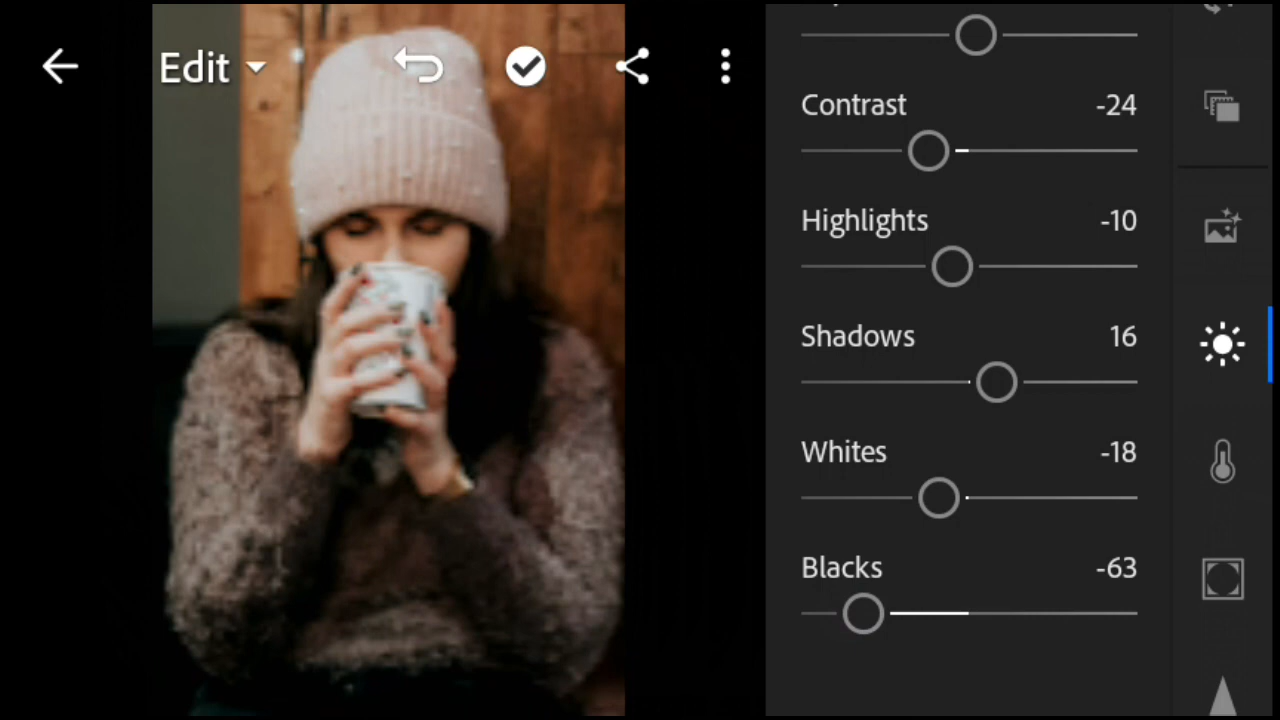 Edit
Contrast -24
Highlights -10
Shadows 16
Whites -18
Blacks -63